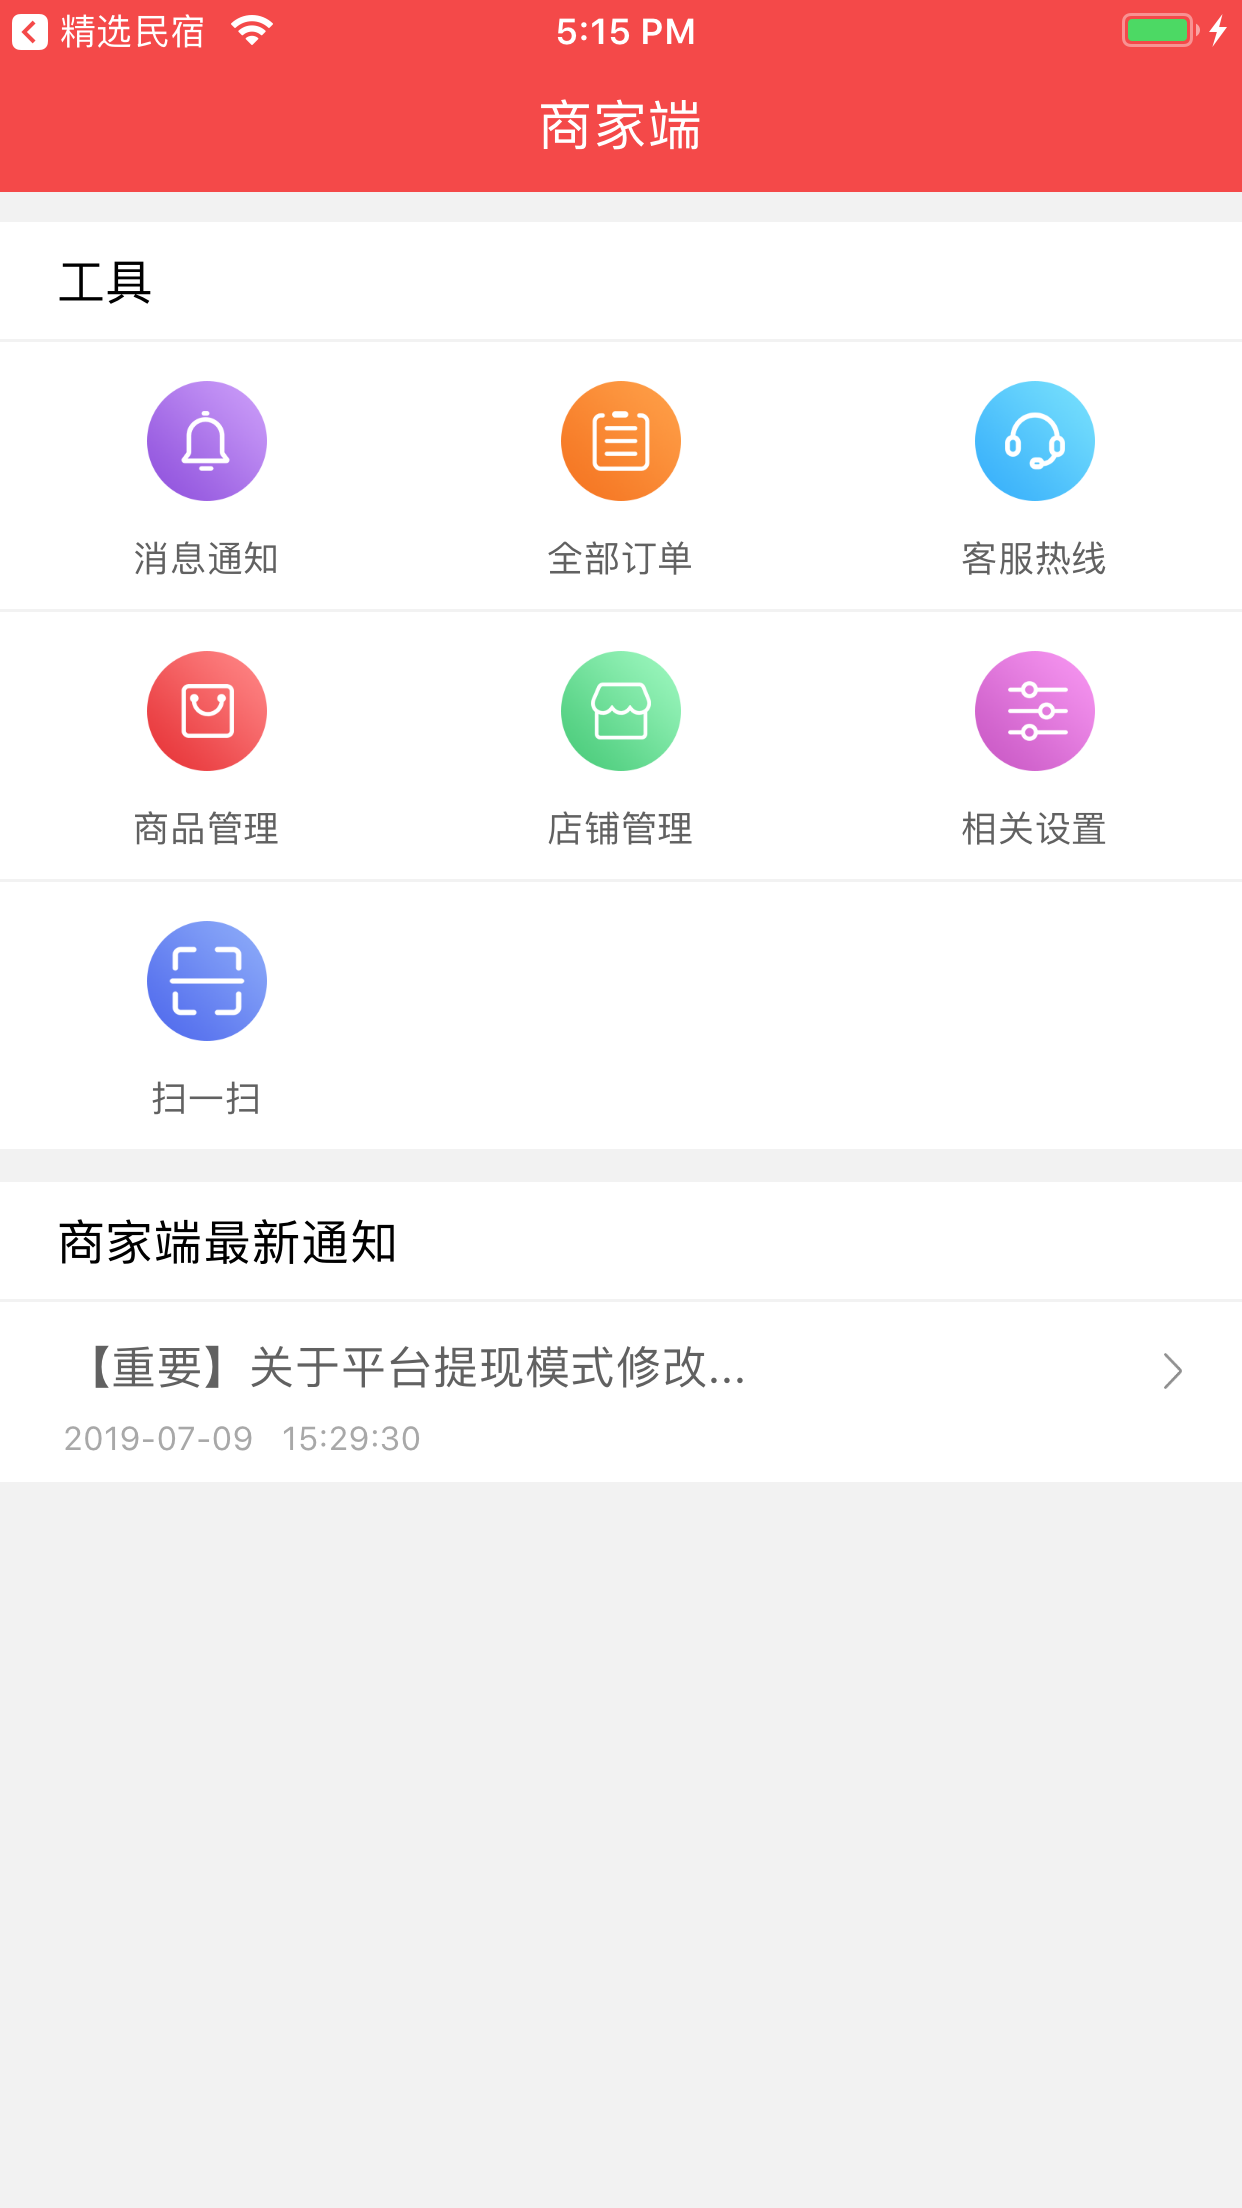 精选民宿 5:15 PM
商家端
工具
消息通知 全部订单 客服热线
商品管理 店铺管理 相关设置
扫一扫
商家端最新通知
【重要】关于平台提现模式修改...
2019-07-09 15:29:30